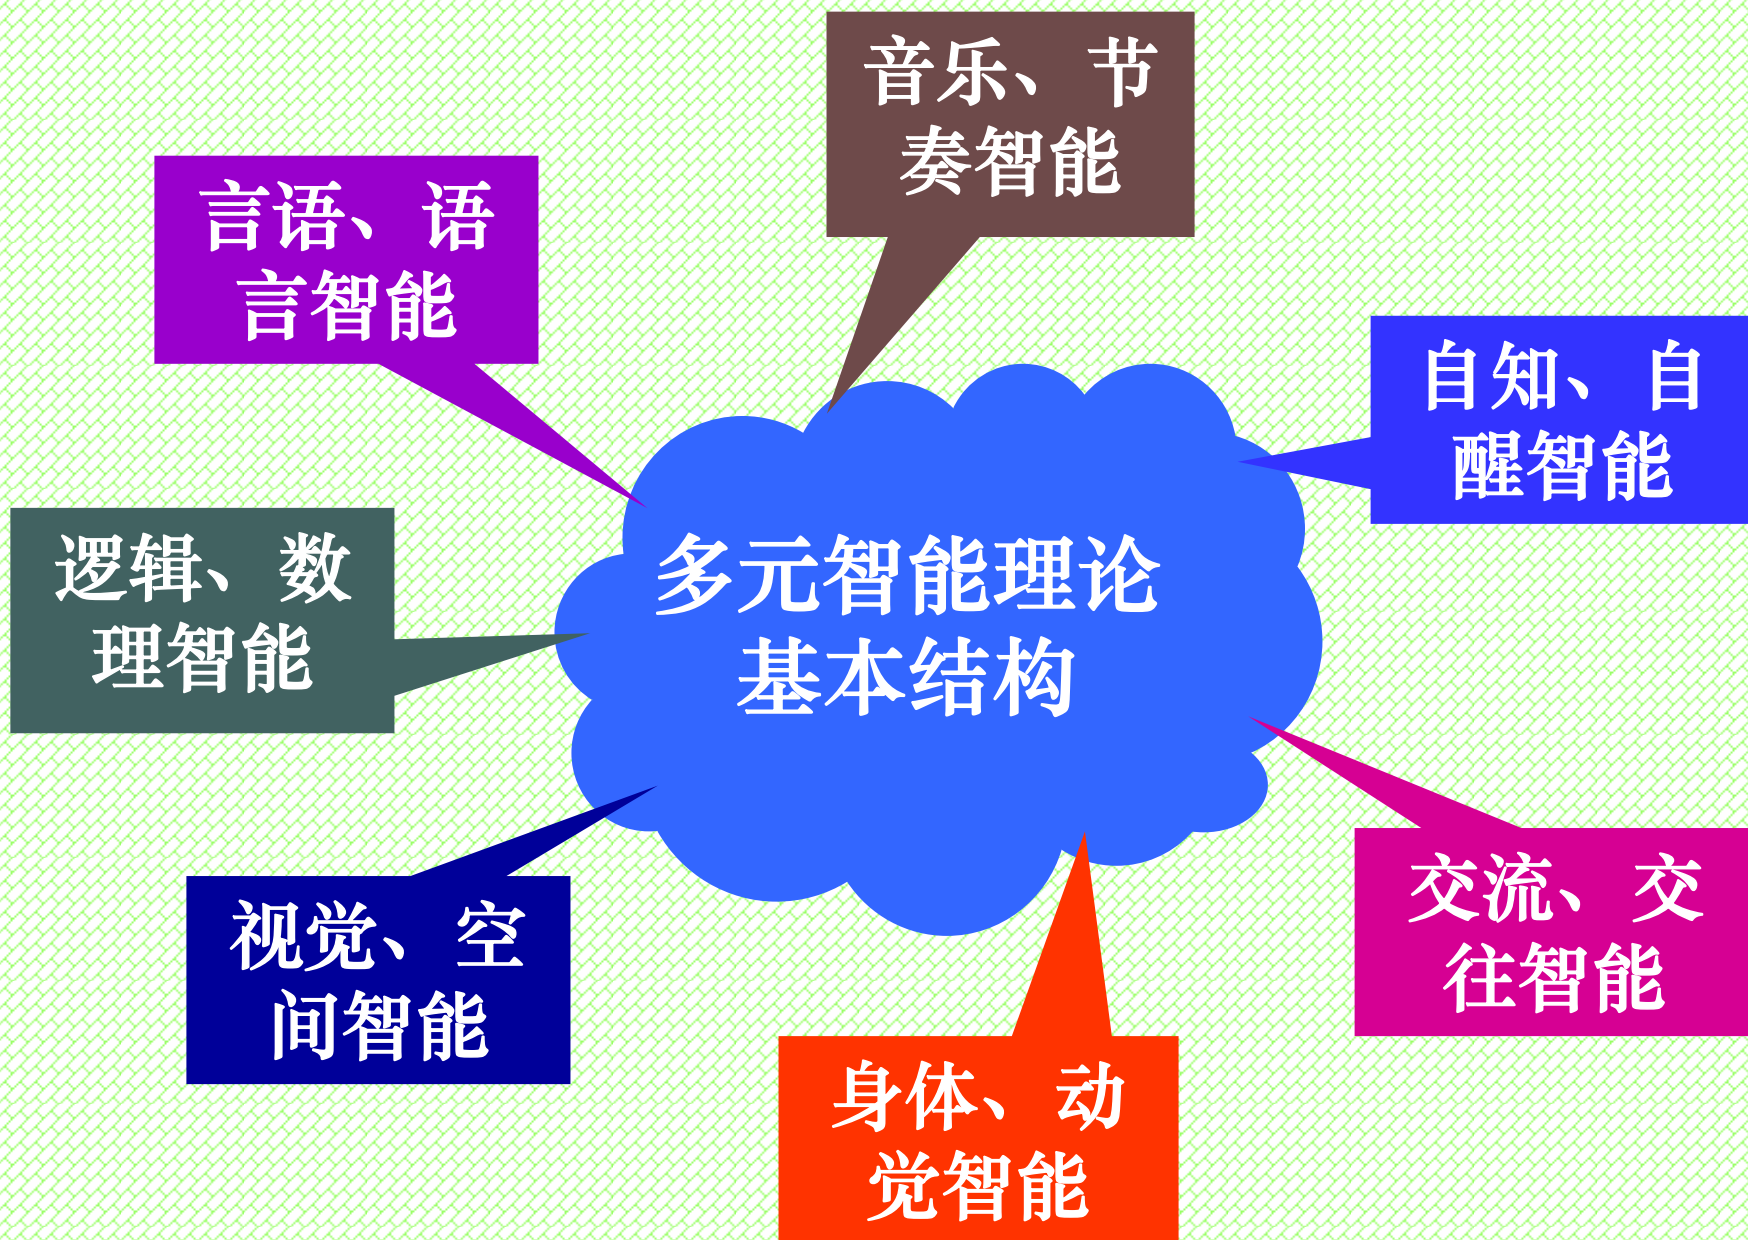 音乐、节
奏智能
言语、语
言智能
自知、自
醒智能
逻辑、数
理智能
多元智能理论
基本结构
视觉、空
间智能
交流、交
往智能
身体、动
觉智能